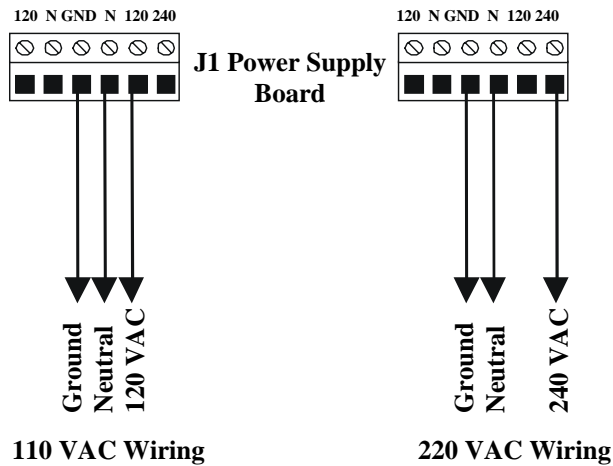 120 N GND N 120 240
120 N GND N 120 240
J1 Power Supply
Board
Ground
Neutral
120 VAC
Ground
Neutral
240 VAC
110 VAC Wiring
220 VAC Wiring